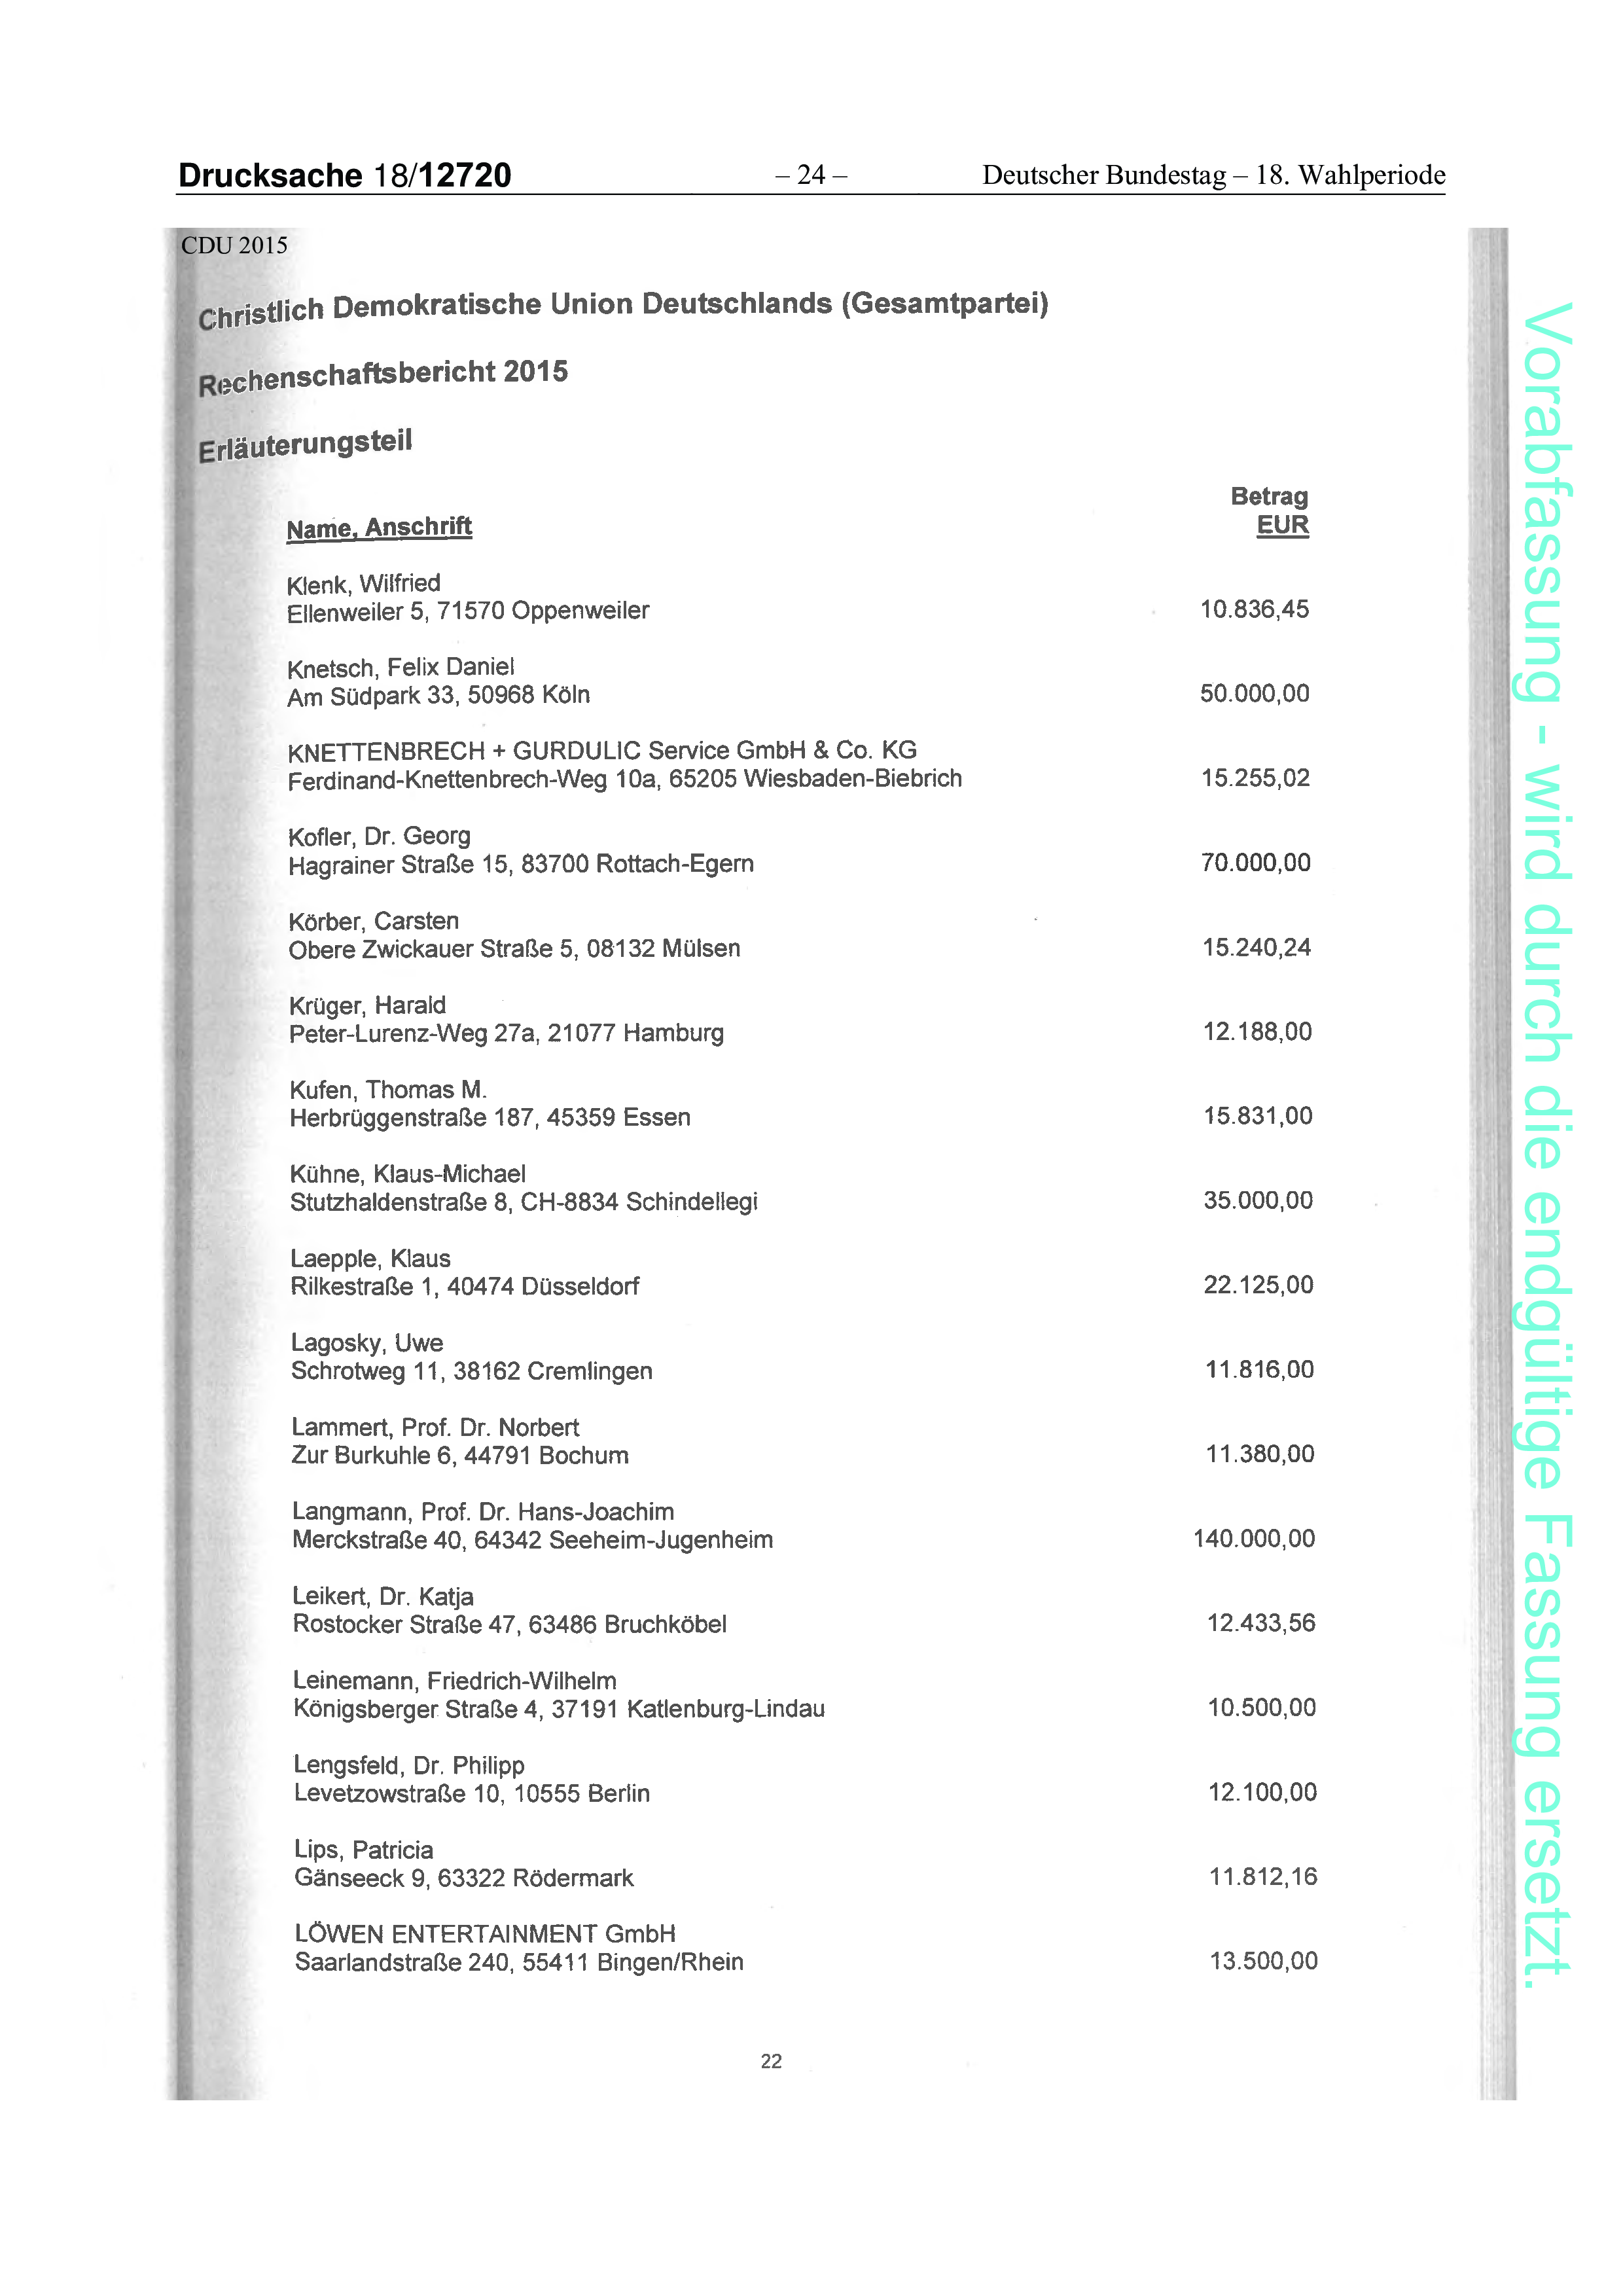 Drucksache 18/12720 – 24 – Deutscher Bundestag – 18. Wahlperiode
CDU 2015
Christlich Demokratische Union Deutschlands (Gesamtpartei)
Rechenschaftsbericht 2015
Erläuterungsteil
Betrag
Name, Anschrift EUR
Klenk, Wilfried
Ellenweiler 5, 71570 Oppenweiler 10.836,45
Knetsch, Felix Daniel
Am Südpark 33, 50968 Köln 50.000,00
KNETTENBRECH + GURDULIC Service GmbH & Co. KG
Ferdinand-Knettenbrech-Weg 10a, 65205 Wiesbaden-Biebrich 15.255,02
Kofler, Dr. Georg
Hagrainer Straße 15, 83700 Rottach-Egern 70.000,00
Körber, Carsten
Obere Zwickauer Straße 5, 08132 Mülsen 15.240,24
Krüger, Harald
Peter-Lurenz-Weg 27a, 21077 Hamburg 12.188,00
Kufen, Thomas M.
Herbrüggenstraße 187, 45359 Essen 15.831,00
Kühne, Klaus-Michael
Stutzhaldenstraße 8, CH-8834 Schindellegi 35.000,00
Laepple, Klaus
Rilkestraße 1, 40474 Düsseldorf 22.125,00
Lagosky, Uwe
Schrotweg 11, 38162 Cremlingen 11.816,00
Lammert, Prof. Dr. Norbert
Zur Burkuhle 6, 44791 Bochum 11.380,00
Langmann, Prof. Dr. Hans-Joachim
Merckstraße 40, 64342 Seeheim-Jugenheim 140.000,00
Leikert, Dr. Katja
Rostocker Straße 47, 63486 Bruchköbel 12.433,56
Leinemann, Friedrich-Wilhelm
Königsberger Straße 4, 37191 Katlenburg-Lindau 10.500,00
Lengsfeld, Dr. Philipp
Levetzowstraße 10, 10555 Berlin 12.100,00
Lips, Patricia
Gänseeck 9, 63322 Rödermark 11.812,16
LÖWEN ENTERTAINMENT GmbH
Saarlandstraße 240, 55411 Bingen/Rhein 13.500,00
22
Vorabfassung - wird durch die endgültige Fassung ersetzt.